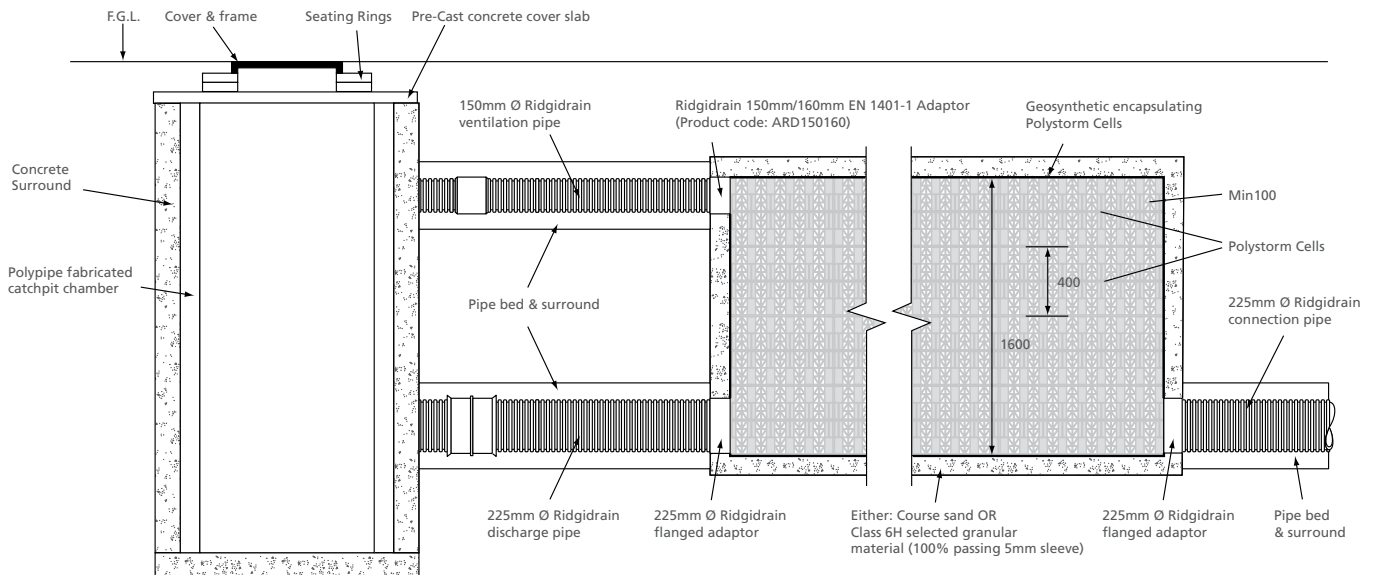 F.G.L.
Cover & frame
Seating Rings
Pre-Cast concrete cover slab
150mm Ø Ridgidrain
ventilation pipe
Ridgidrain 150mm/160mm EN 1401-1 Adaptor
(Product code: ARD150160)
Geosynthetic encapsulating
Polystorm Cells
Concrete
Surround
Min100
Polystorm Cells
Polypipe fabricated
catchpit chamber
Pipe bed & surround
400
1600
225mm Ø Ridgidrain
connection pipe
225mm Ø Ridgidrain
discharge pipe
225mm Ø Ridgidrain
flanged adaptor
Either: Course sand OR
Class 6H selected granular
material (100% passing 5mm sleeve)
225mm Ø Ridgidrain
flanged adaptor
Pipe bed
& surround